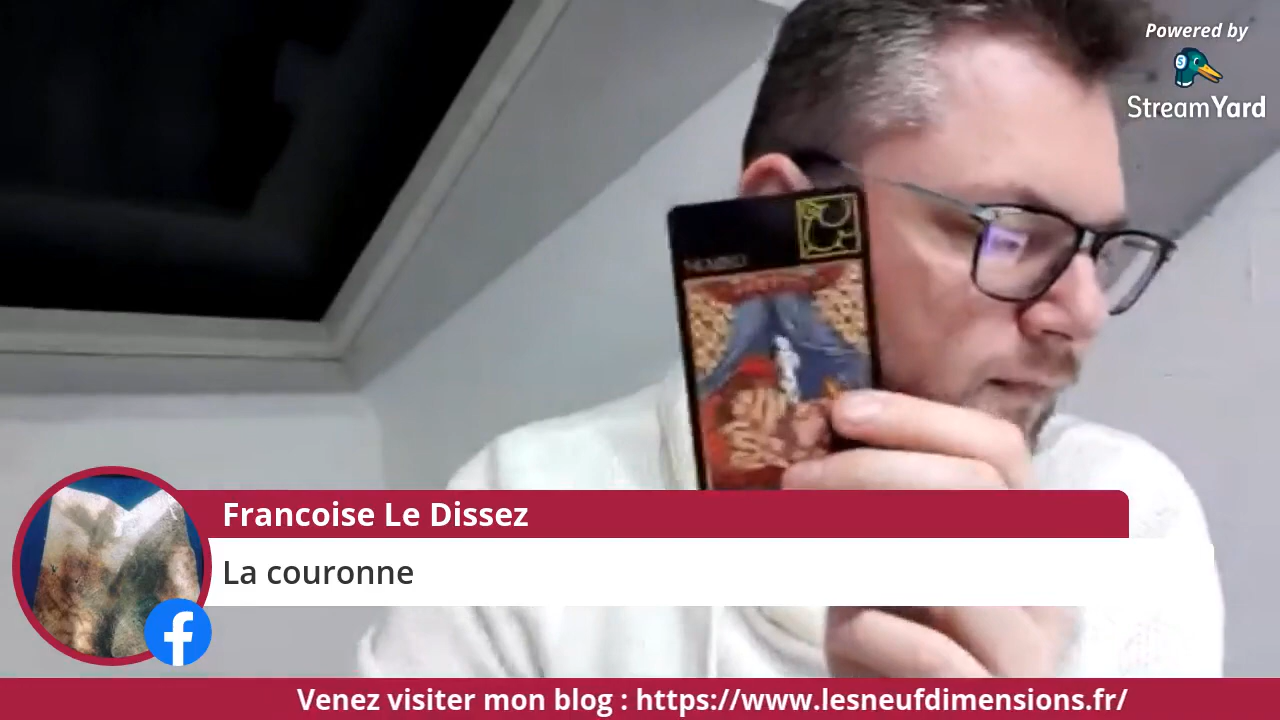 Powered by
StreamYard
Francoise Le Dissez
La couronne
Venez visiter mon blog : https://www.lesneufdimensions.fr/